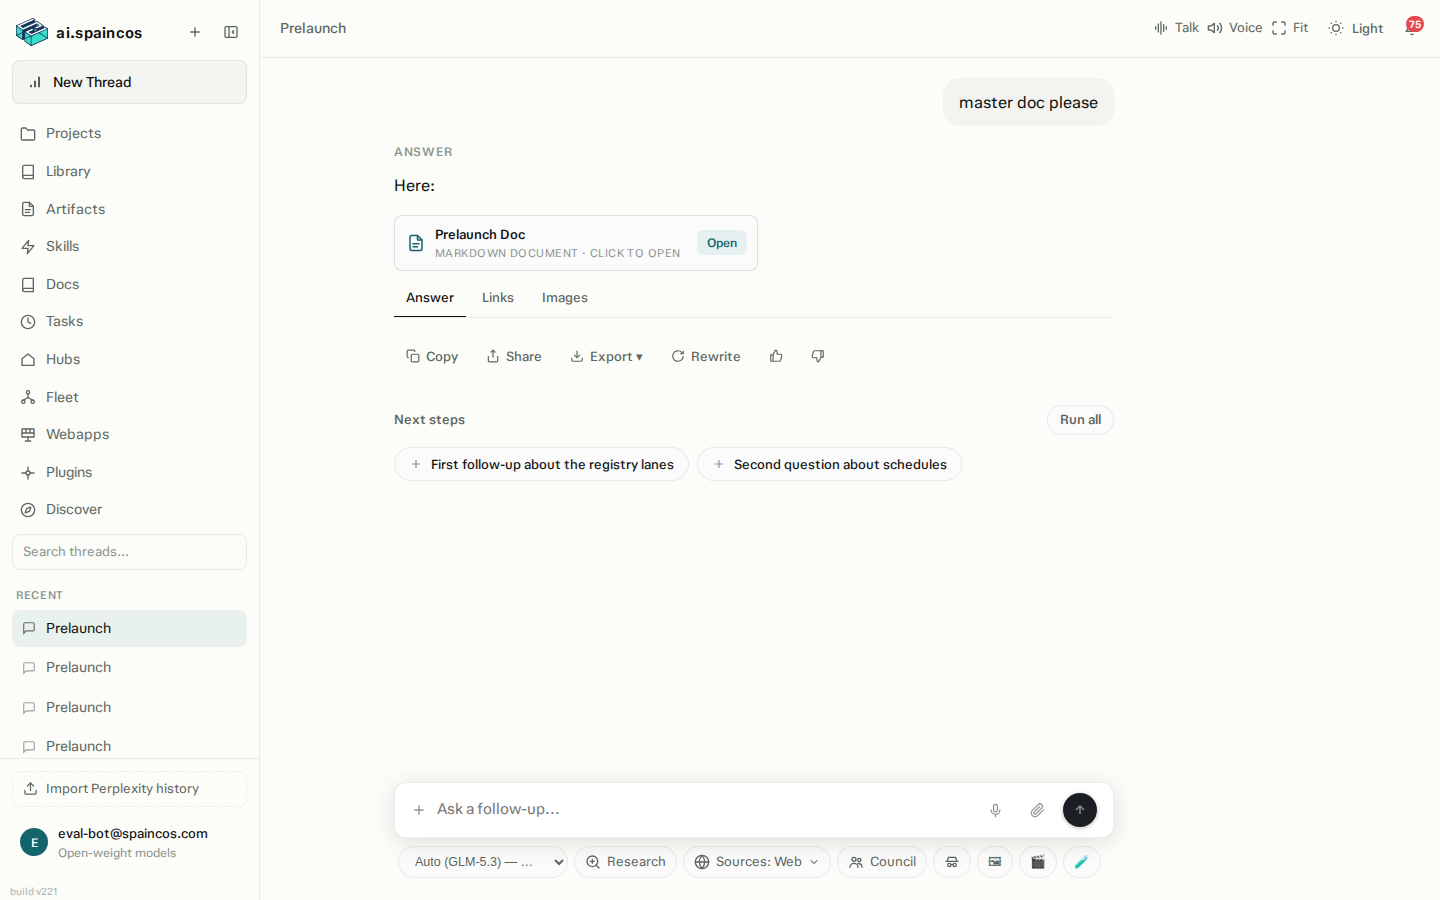 ai.spaincos
New Thread
Projects
Library
Artifacts
Skills
Docs
Tasks
Hubs
Fleet
Webapps
Plugins
Discover
Search threads...
RECENT
Prelaunch
Prelaunch
Prelaunch
Prelaunch
Import Perplexity history
E
eval-bot@spaincos.com
Open-weight models
build v221
Prelaunch
Talk
Voice
Fit
Light
75
master doc please
ANSWER
Here:
Prelaunch Doc
MARKDOWN DOCUMENT · CLICK TO OPEN
Open
Answer
Links
Images
Copy
Share
Export ▾
Rewrite
Next steps
Run all
First follow-up about the registry lanes
Second question about schedules
Ask a follow-up...
Auto (GLM-5.3) — ...
Research
Sources: Web
Council